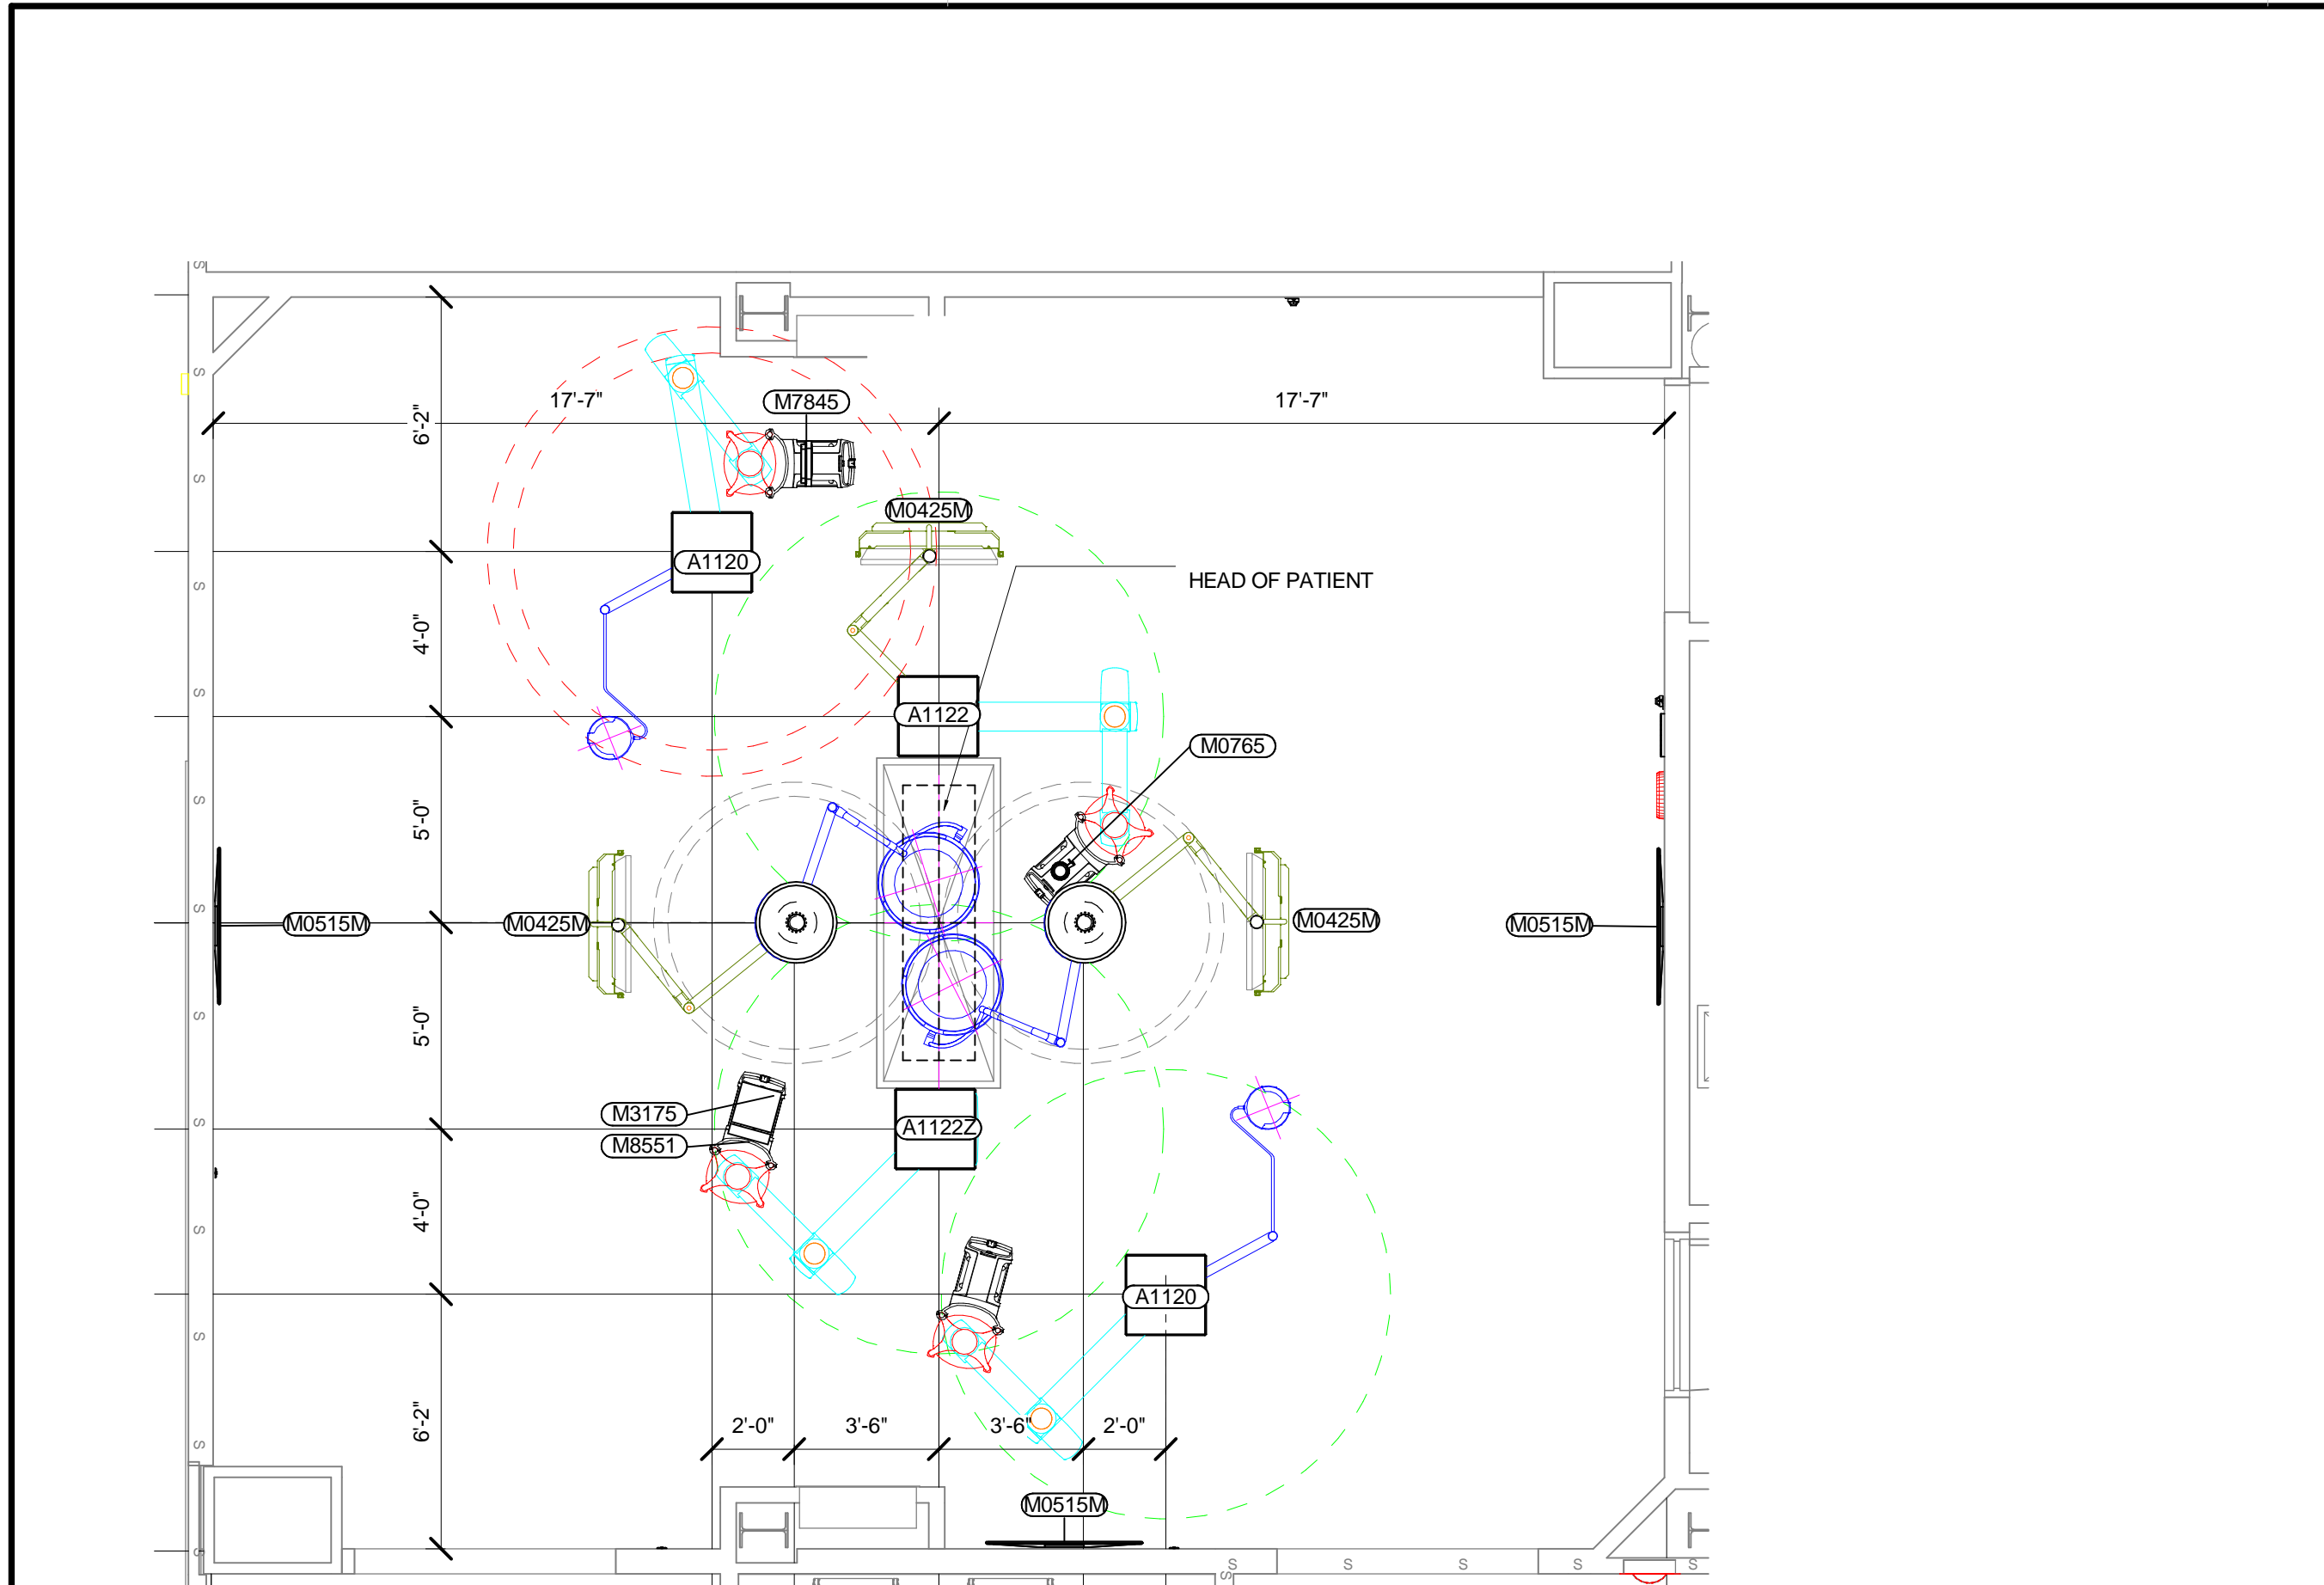 S
S
17'-7"
M7845
17'-7"
6'-2"
S
M0425M
A1120
HEAD OF PATIENT
S
4'-0"
S
A1122
M0765
S
5'-0"
S
M0515M
M0425M
M0425M
M0515M
S
5'-0"
M3175
S
A1122Z
M8551
4'-0"
S
A1120
S
6'-2"
2'-0"
3'-6"
3'-6"
2'-0"
S
M0515M
S
S
S
S
S
S
S